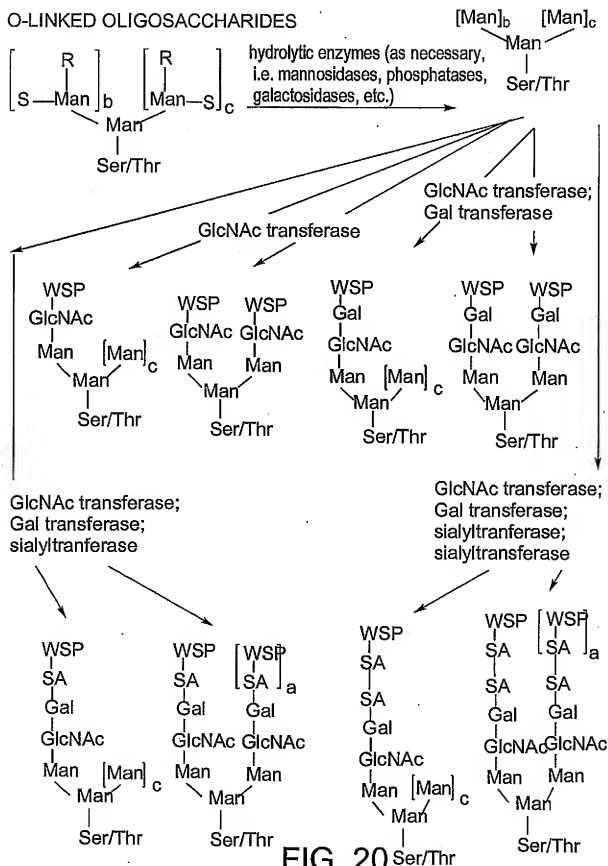 O-LINKED OLIGOSACCHARIDES
[Man]b [Man]c
Man
Ser/Thr
R R
[S—Man]b [Man—S]c
Man
Ser/Thr
hydrolytic enzymes (as necessary,
i.e. mannosidases, phosphatases,
galactosidases, etc.)
GlcNAc transferase
GlcNAc transferase;
Gal transferase
WSP
GlcNAc
Man [Man]c
Man
Ser/Thr
WSP WSP
GlcNAc GlcNAc
Man Man
Man
Ser/Thr
WSP
Gal
GlcNAc
Man [Man]c
Man
Ser/Thr
WSP WSP
Gal Gal
GlcNAc GlcNAc
Man Man
Man
Ser/Thr
GlcNAc transferase;
Gal transferase;
sialyltranferase
GlcNAc transferase;
Gal transferase;
sialyltranferase;
sialyltransferase
WSP
SA
Gal
GlcNAc
Man [Man]c
Man
Ser/Thr
WSP [WSP
SA SA]a
Gal Gal
GlcNAc GlcNAc
Man Man
Man
Ser/Thr
WSP
SA
SA
Gal
GlcNAc
Man [Man]c
Man
Ser/Thr
WSP [WSP
SA SA]a
SA SA
Gal Gal
GlcNAc GlcNAc
Man Man
Man
Ser/Thr
FIG. 20